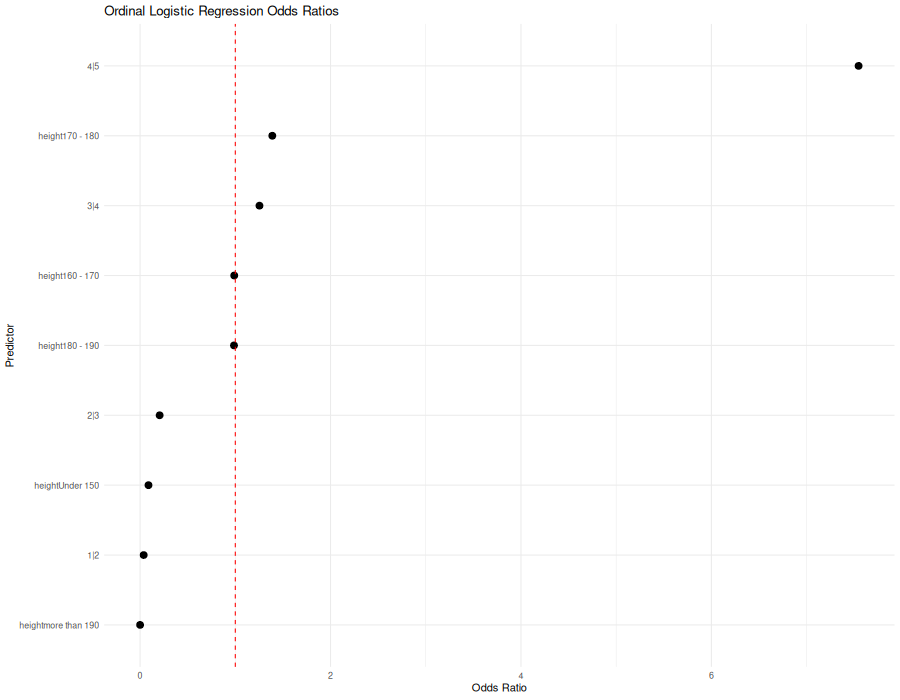 Ordinal Logistic Regression Odds Ratios
Predictor
4|5
height170 - 180
3|4
height160 - 170
height180 - 190
2|3
heightUnder 150
1|2
heightmore than 190
0 2 4 6
Odds Ratio